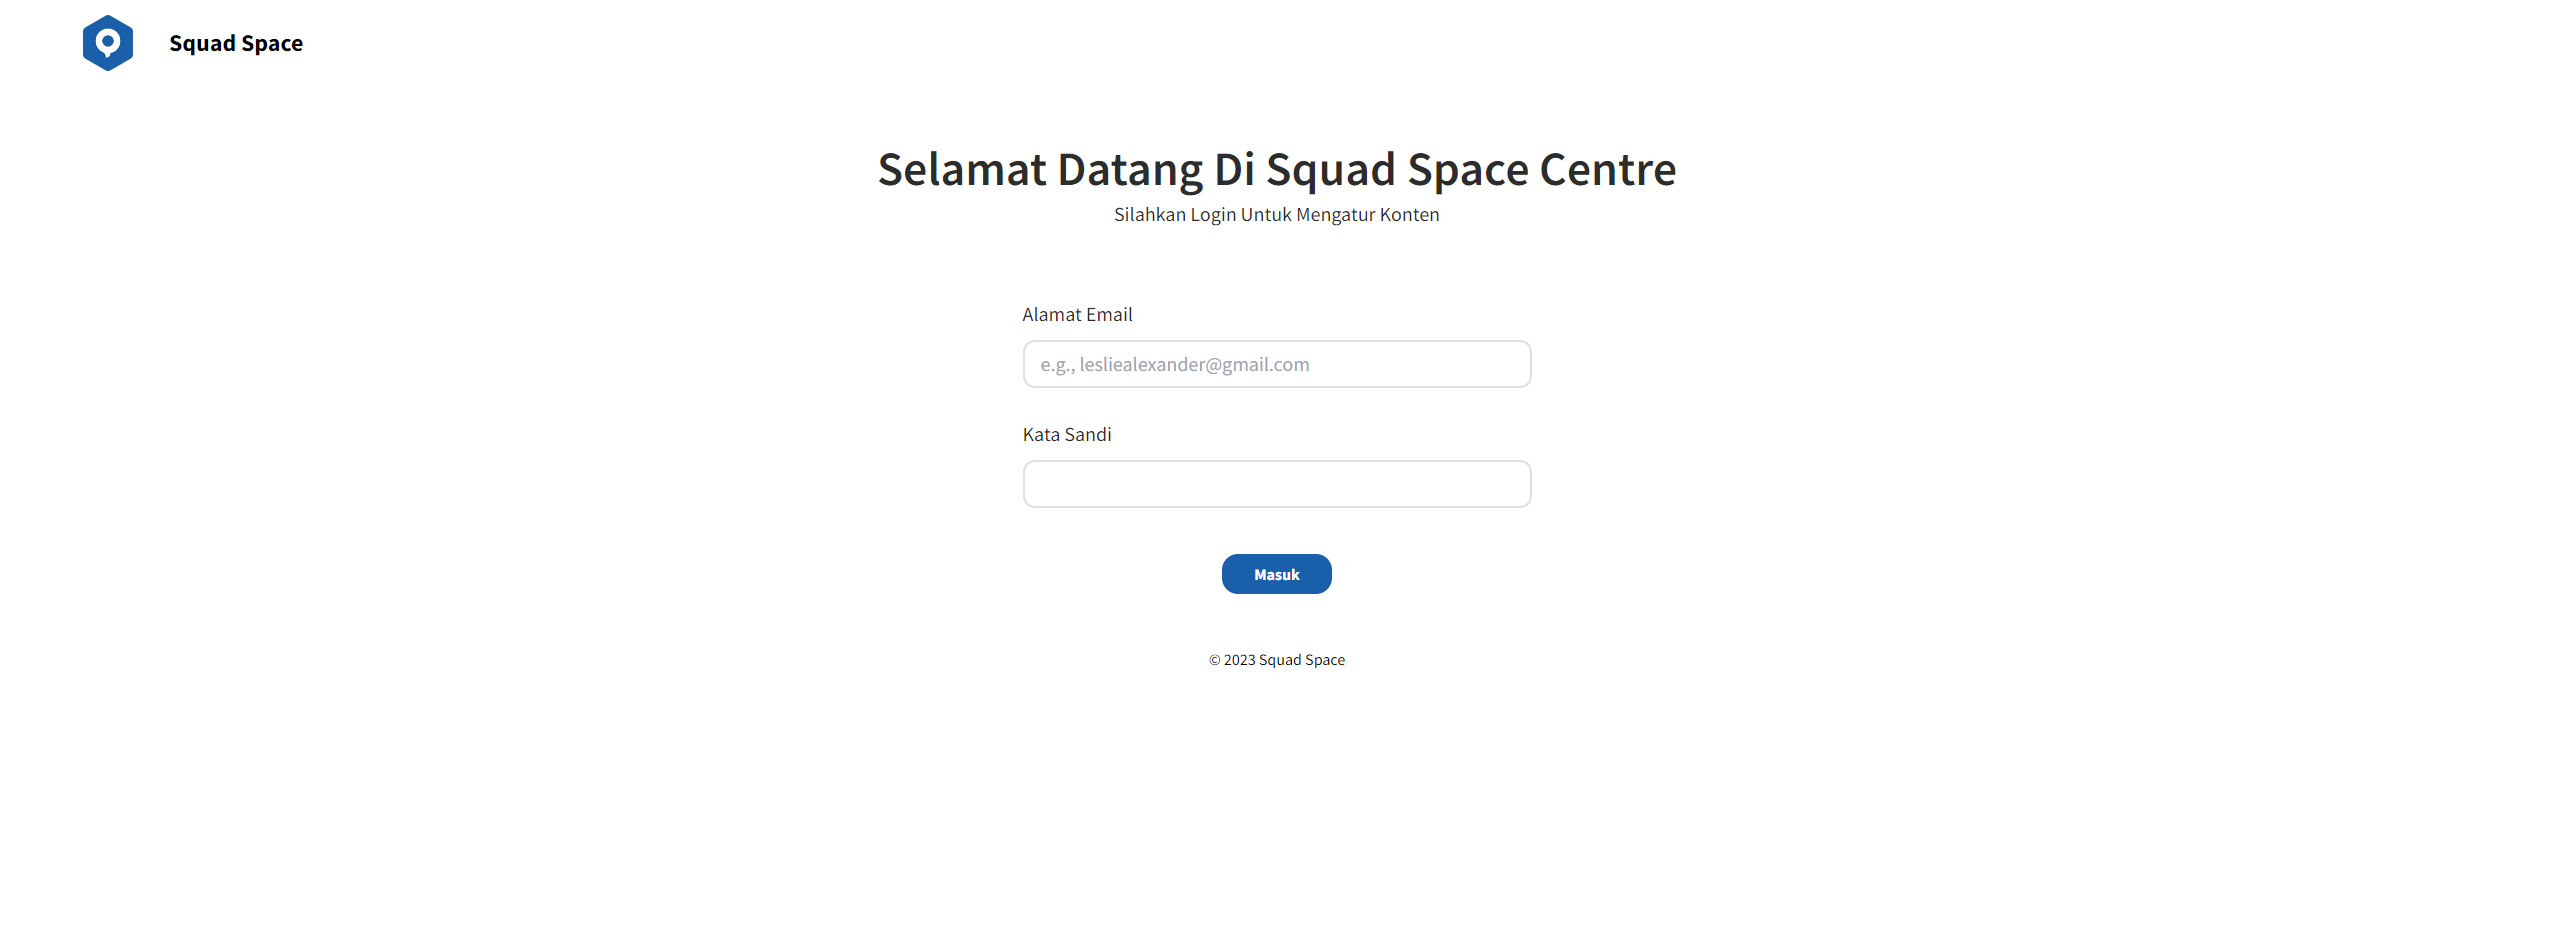 Squad Space
Selamat Datang Di Squad Space Centre
Silahkan Login Untuk Mengatur Konten
Alamat Email
e.g., lesliealexander@gmail.com
Kata Sandi
Masuk
© 2023 Squad Space